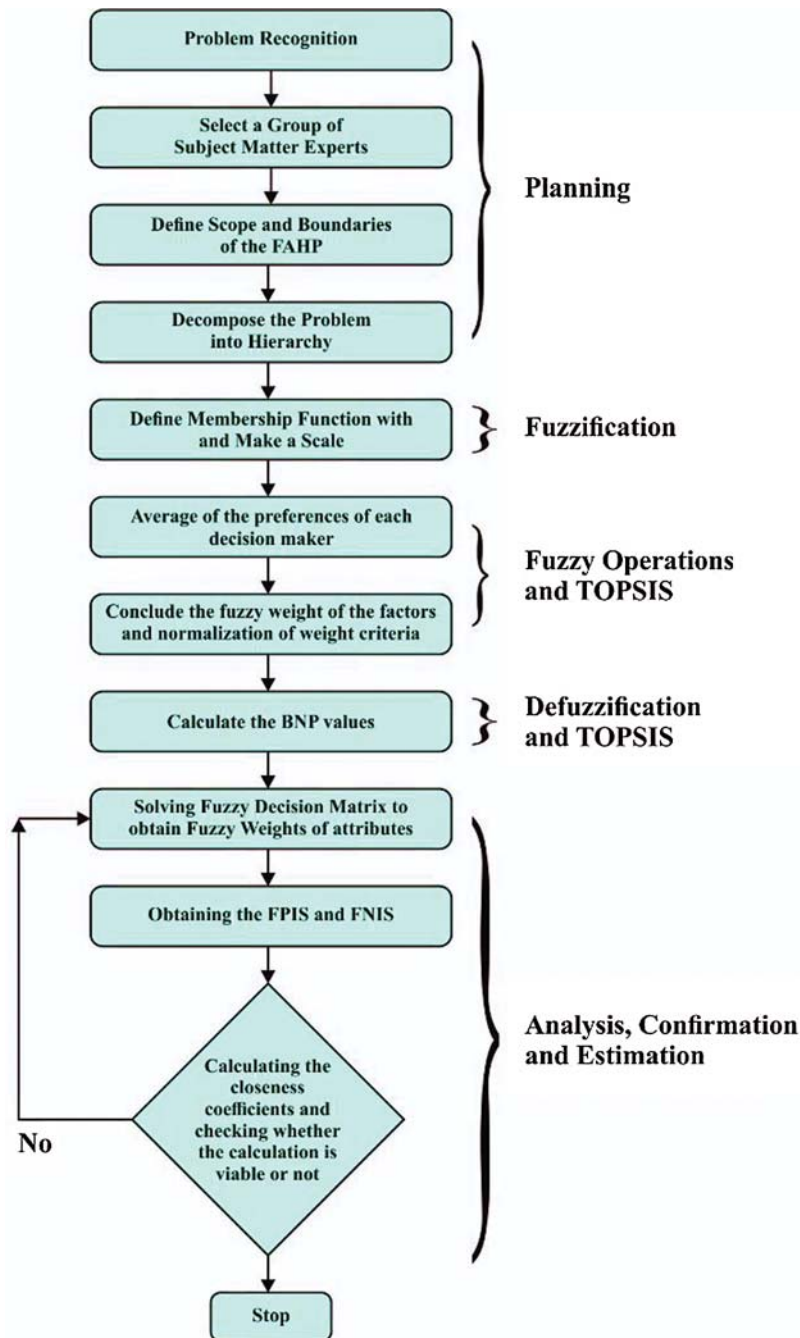 Problem Recognition
Select a Group of
Subject Matter Experts
Define Scope and Boundaries
of the FAHP
Decompose the Problem
into Hierarchy
Planning
Define Membership Function with
and Make a Scale
Fuzzification
Average of the preferences of each
decision maker
Conclude the fuzzy weight of the factors
and normalization of weight criteria
Fuzzy Operations
and TOPSIS
Calculate the BNP values
Defuzzification
and TOPSIS
Solving Fuzzy Decision Matrix to
obtain Fuzzy Weights of attributes
Obtaining the FPIS and FNIS
Calculating the
closeness
coefficients and
checking whether
the calculation is
viable or not
No
Analysis, Confirmation
and Estimation
Stop